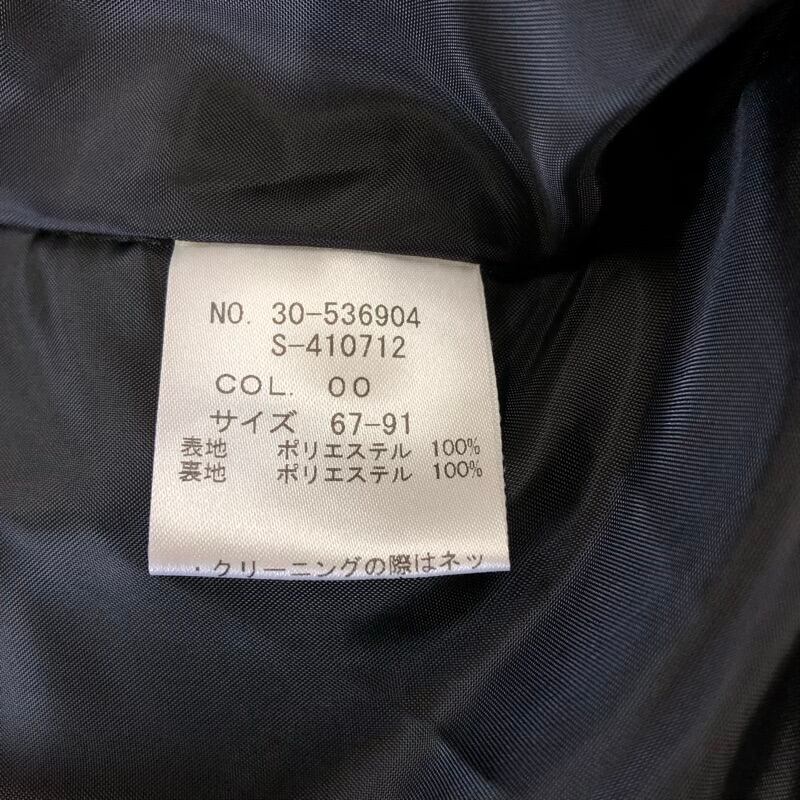 NO. 30-536904
S-410712
COL. 00
サイズ 67-91
表地 ポリエステル 100%
裏地 ポリエステル 100%
・クリーニングの際はネッ